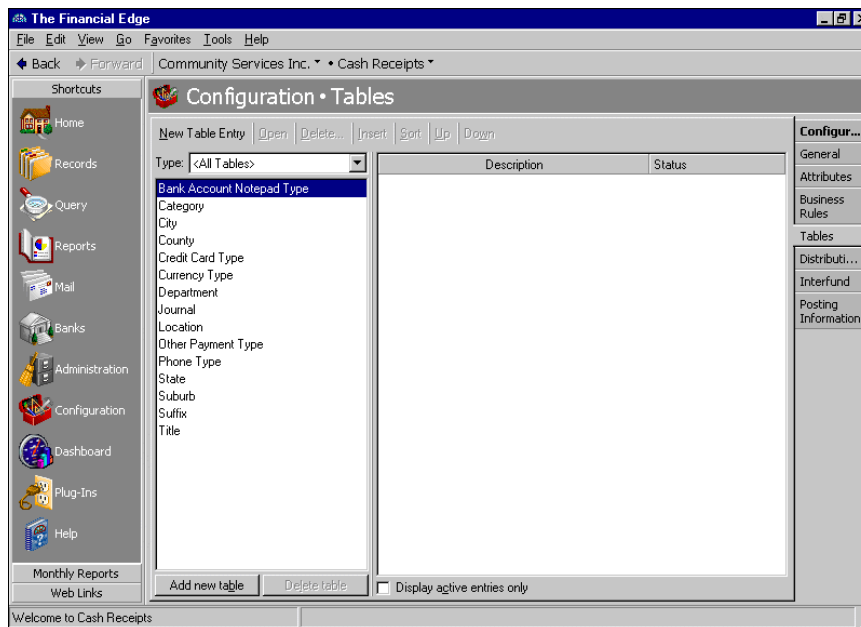 The Financial Edge
File Edit View Go Favorites Tools Help
Back Forward Community Services Inc. • Cash Receipts
Shortcuts
Home
Records
Query
Reports
Mail
Banks
Administration
Configuration
Dashboard
Plug-Ins
Help
Monthly Reports
Web Links
Configuration • Tables
New Table Entry Open Delete... Insert Sort Up Down
Type: <All Tables>
Bank Account Notepad Type
Category
City
County
Credit Card Type
Currency Type
Department
Journal
Location
Other Payment Type
Phone Type
State
Suburb
Suffix
Title
Add new table Delete table
Description Status
Display active entries only
Configur...
General
Attributes
Business
Rules
Tables
Distributi...
Interfund
Posting
Information
Welcome to Cash Receipts